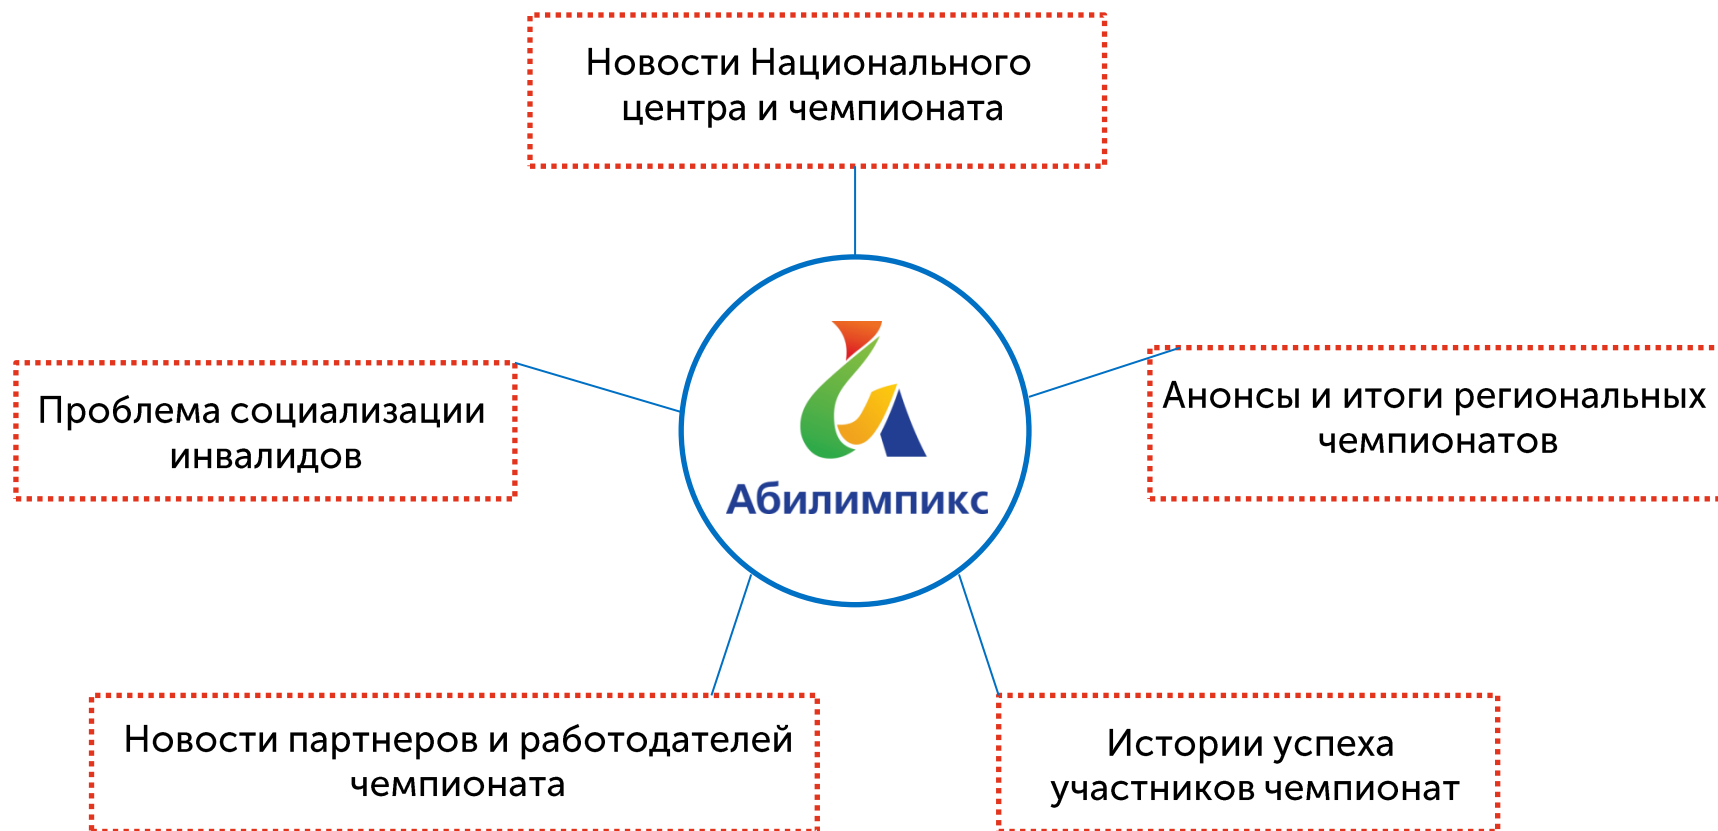 Новости Национального
центра и чемпионата
Проблема социализации
инвалидов
Абилимпикс
Анонсы и итоги региональных
чемпионатов
Новости партнеров и работодателей
чемпионата
Истории успеха
участников чемпионат